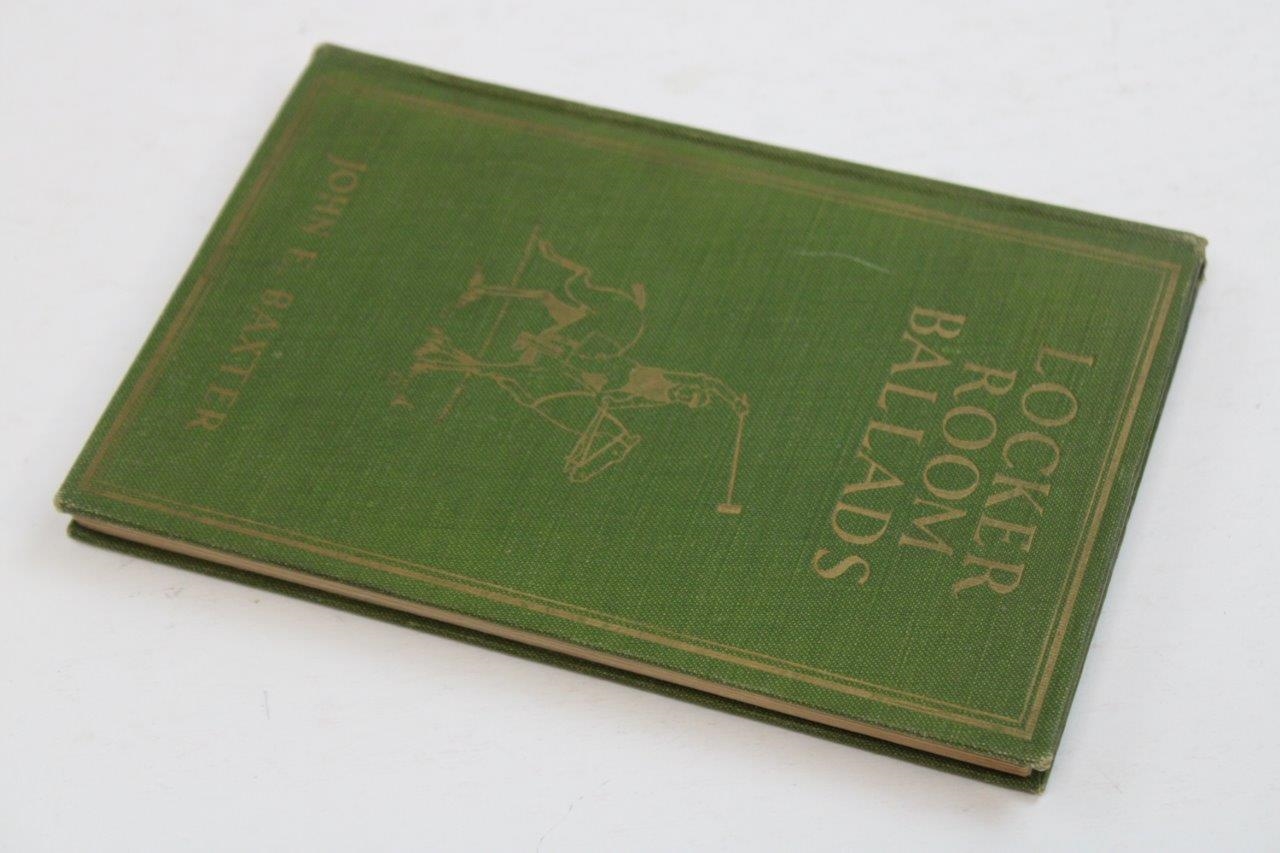 LOCKER
ROOM
BALLADS
JOHN E. BAXTER